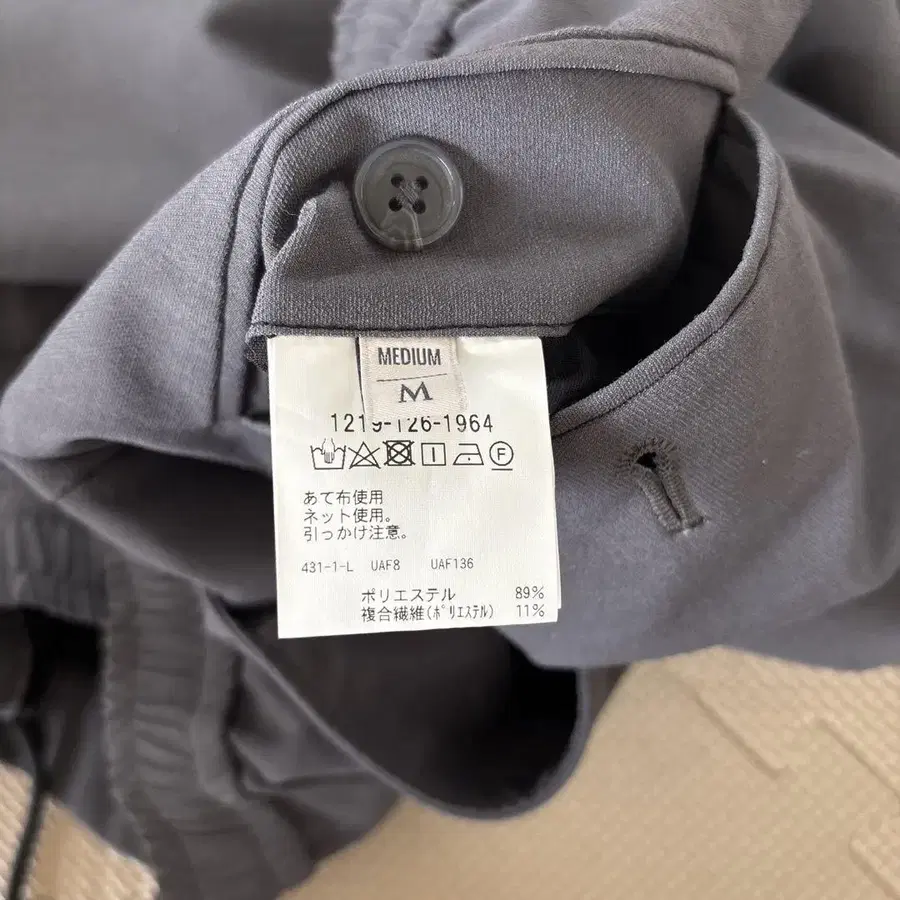 MEDIUM
M
1219-126-1964
あて布使用
ネット使用。
引っかけ注意。
431-1-L UAF8 UAF136
ポリエステル 89%
複合繊維(ポリエステル) 11%